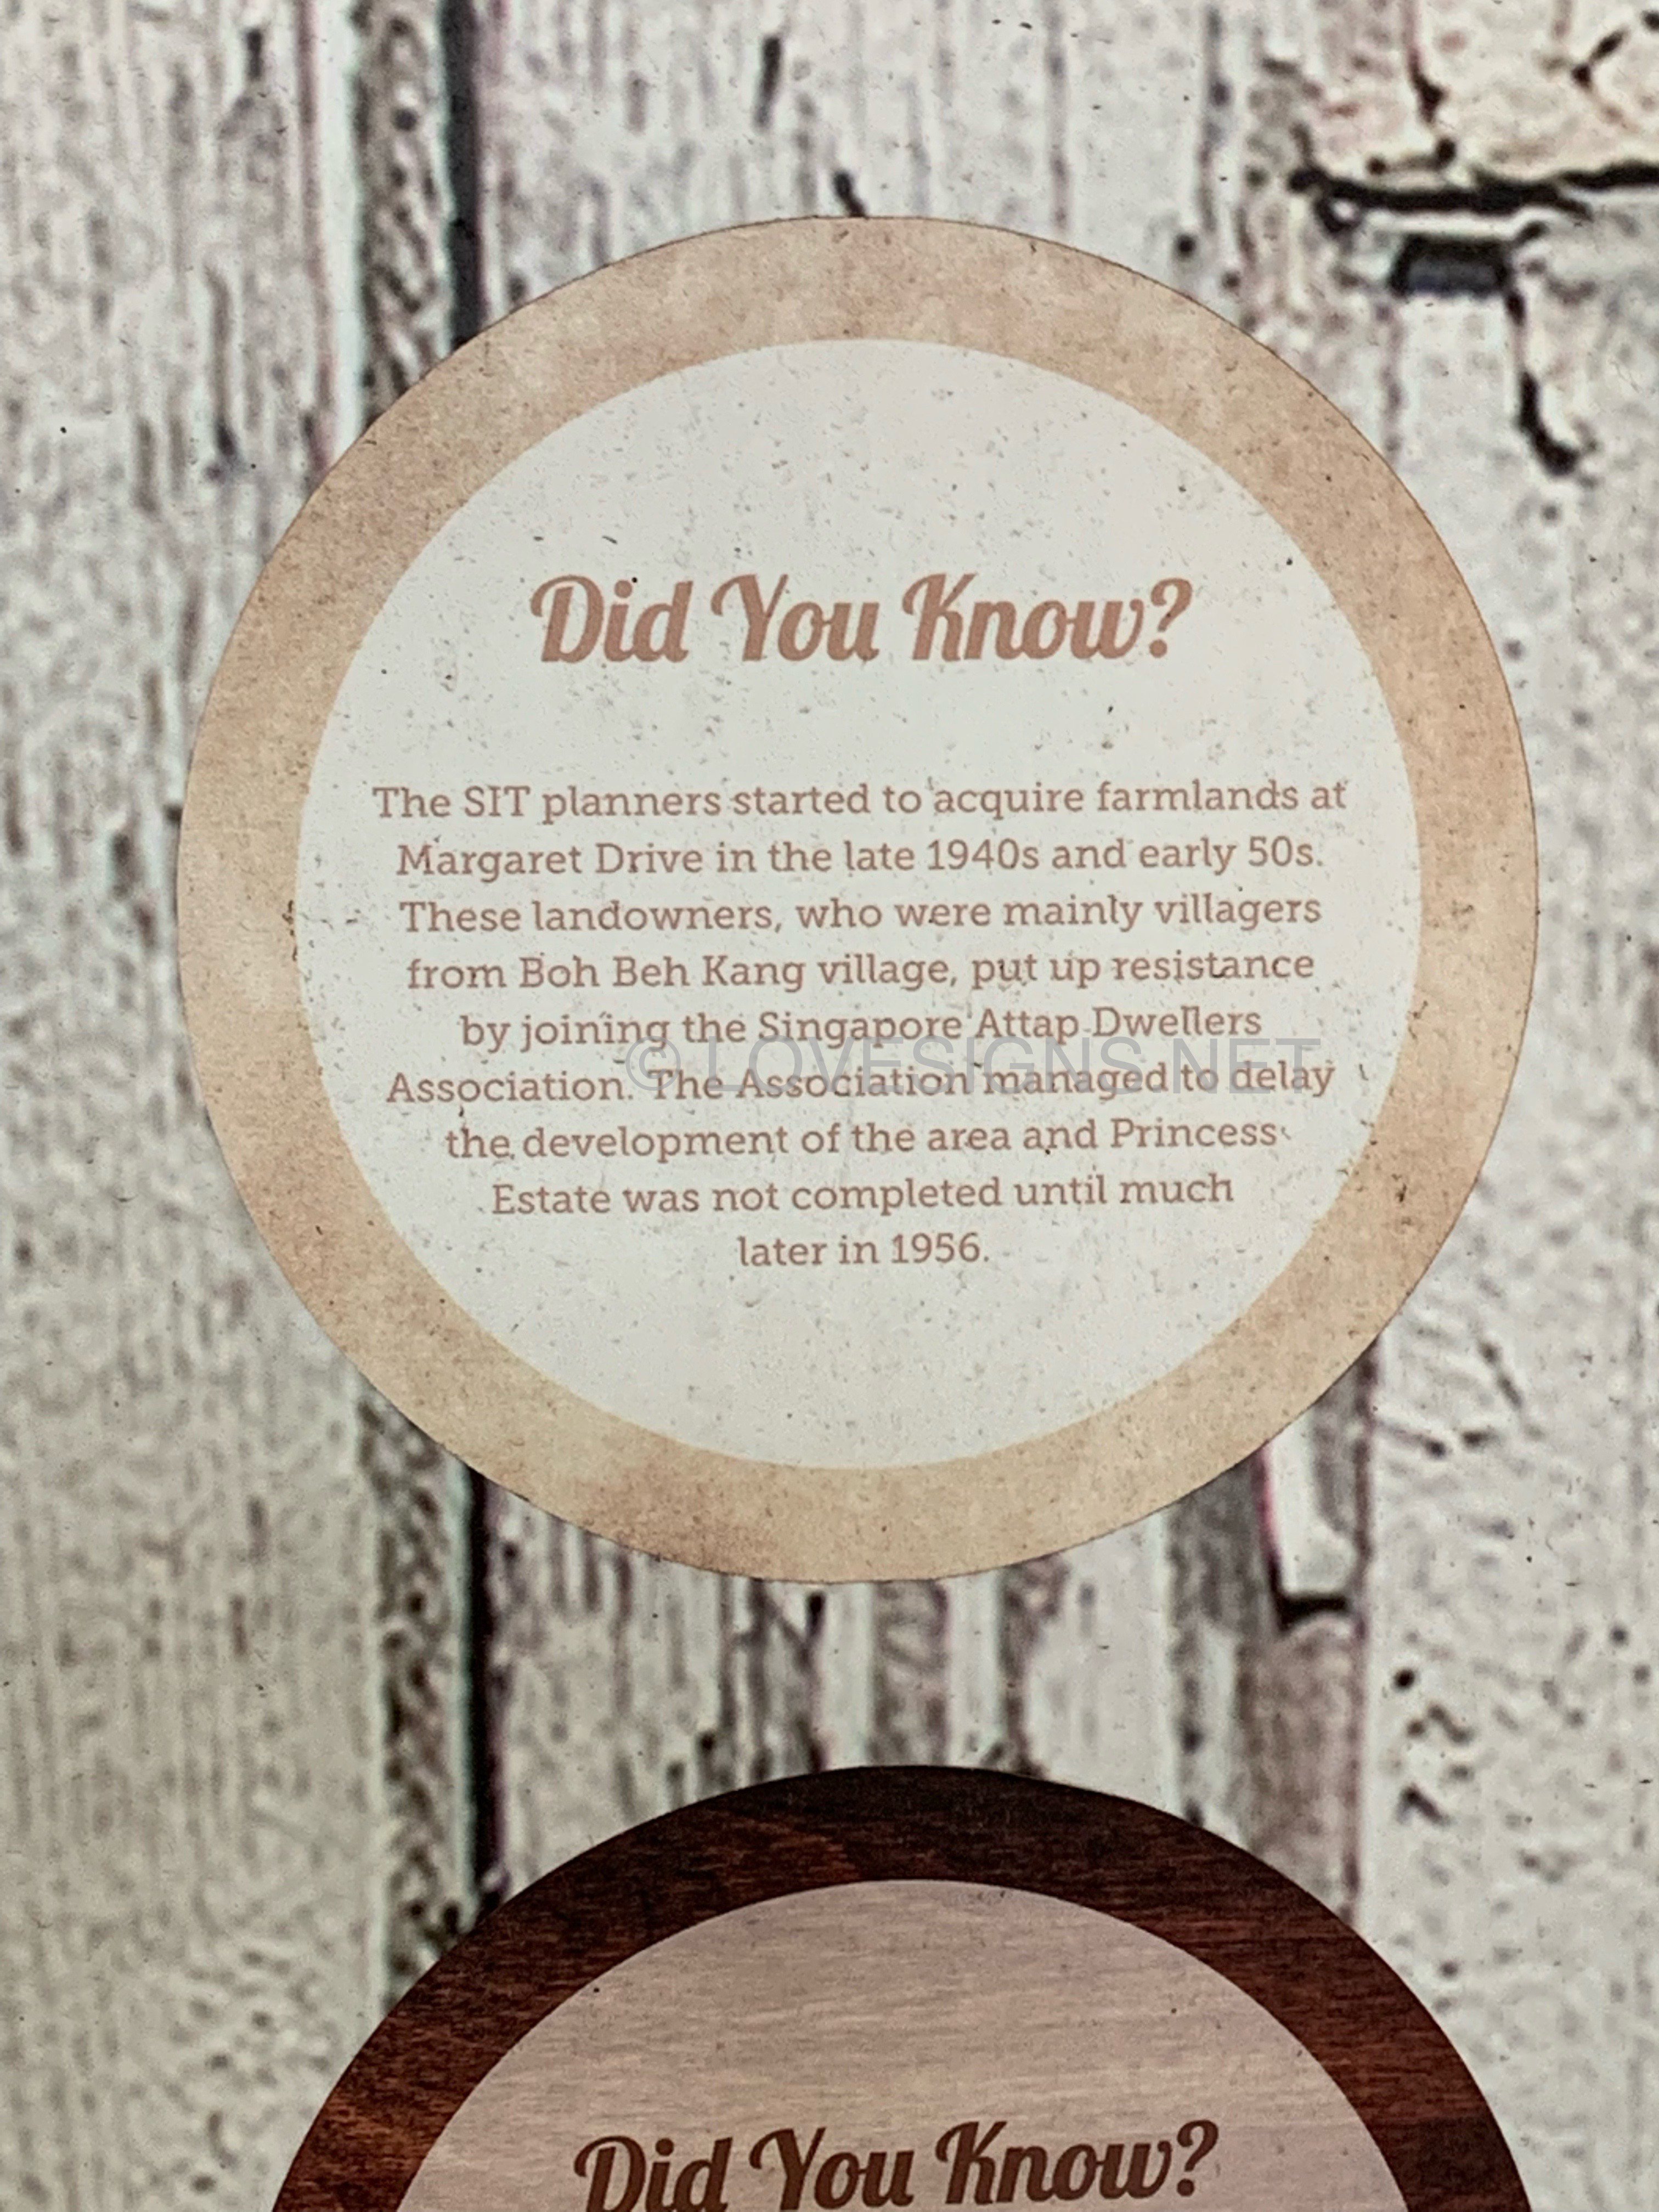 Did You Know?
The SIT planners started to acquire farmlands at
Margaret Drive in the late 1940s and early 50s.
These landowners, who were mainly villagers
from Boh Beh Kang village, put up resistance
by joining the Singapore Attap Dwellers
Association. The Association managed to delay
the development of the area and Princess
Estate was not completed until much
later in 1956.
© LOVESIGNS.NET
Did You Know?